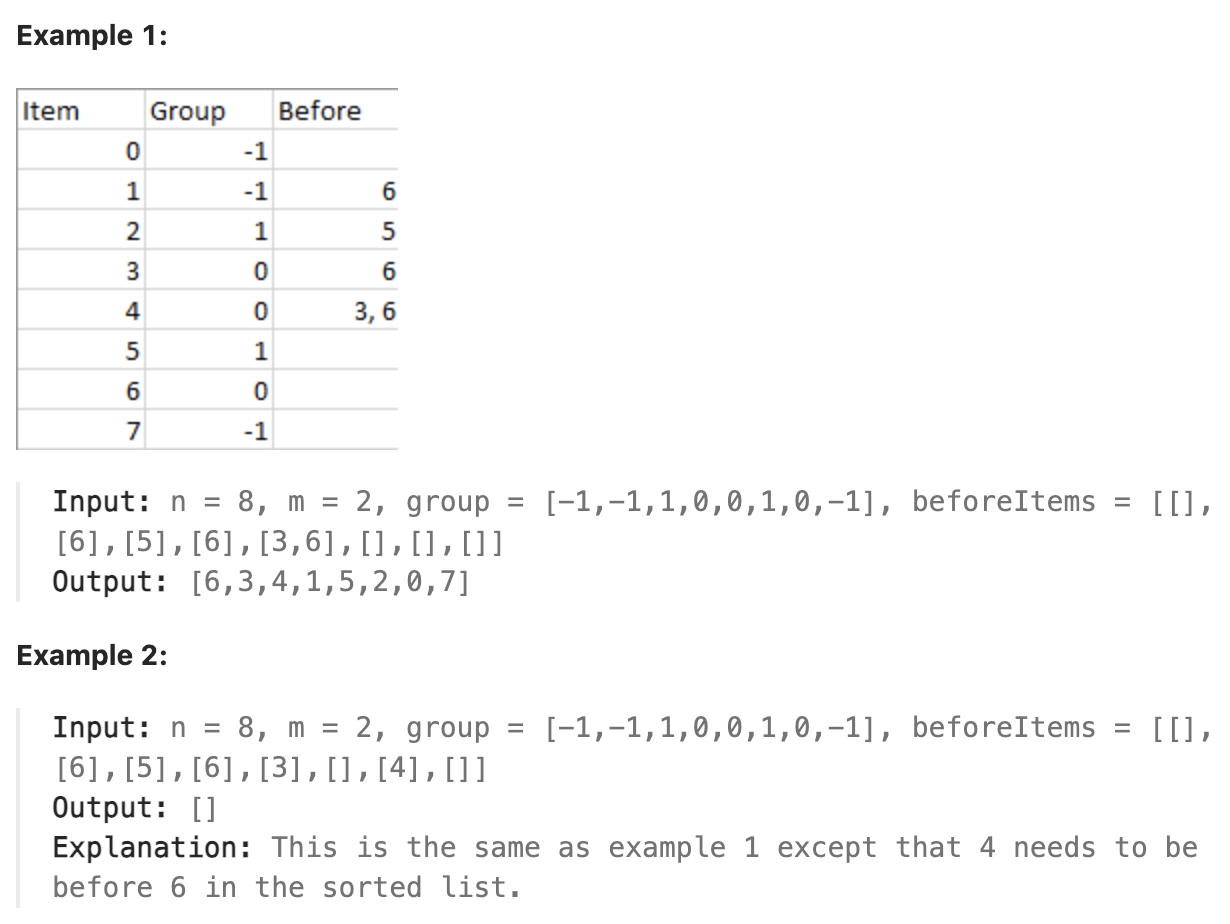 Example 1:
Item Group Before
0 -1
1 -1 6
2 1 5
3 0 6
4 0 3, 6
5 1
6 0
7 -1
Input: n = 8, m = 2, group = [-1,-1,1,0,0,1,0,-1], beforeItems = [[],
[6],[5],[6],[3,6],[],[],[]]
Output: [6,3,4,1,5,2,0,7]
Example 2:
Input: n = 8, m = 2, group = [-1,-1,1,0,0,1,0,-1], beforeItems = [[],
[6],[5],[6],[3],[],[4],[]]
Output: []
Explanation: This is the same as example 1 except that 4 needs to be
before 6 in the sorted list.